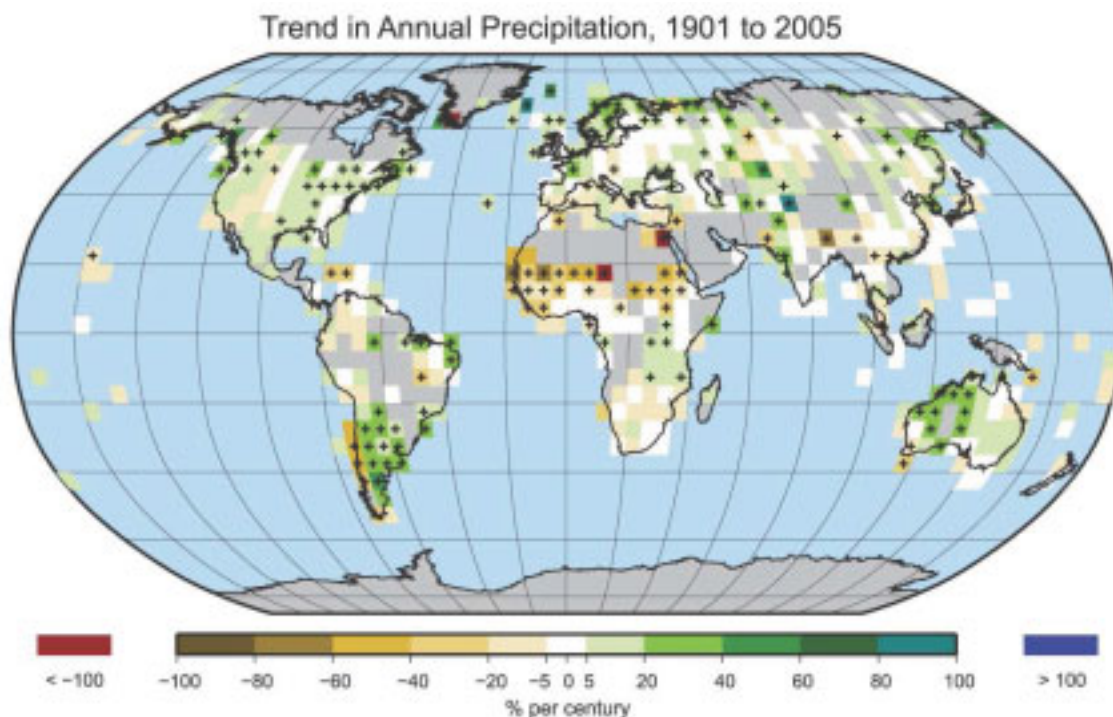 Trend in Annual Precipitation, 1901 to 2005
< −100
−100 −80 −60 −40 −20 −5 0 5 20 40 60 80 100
> 100
% per century